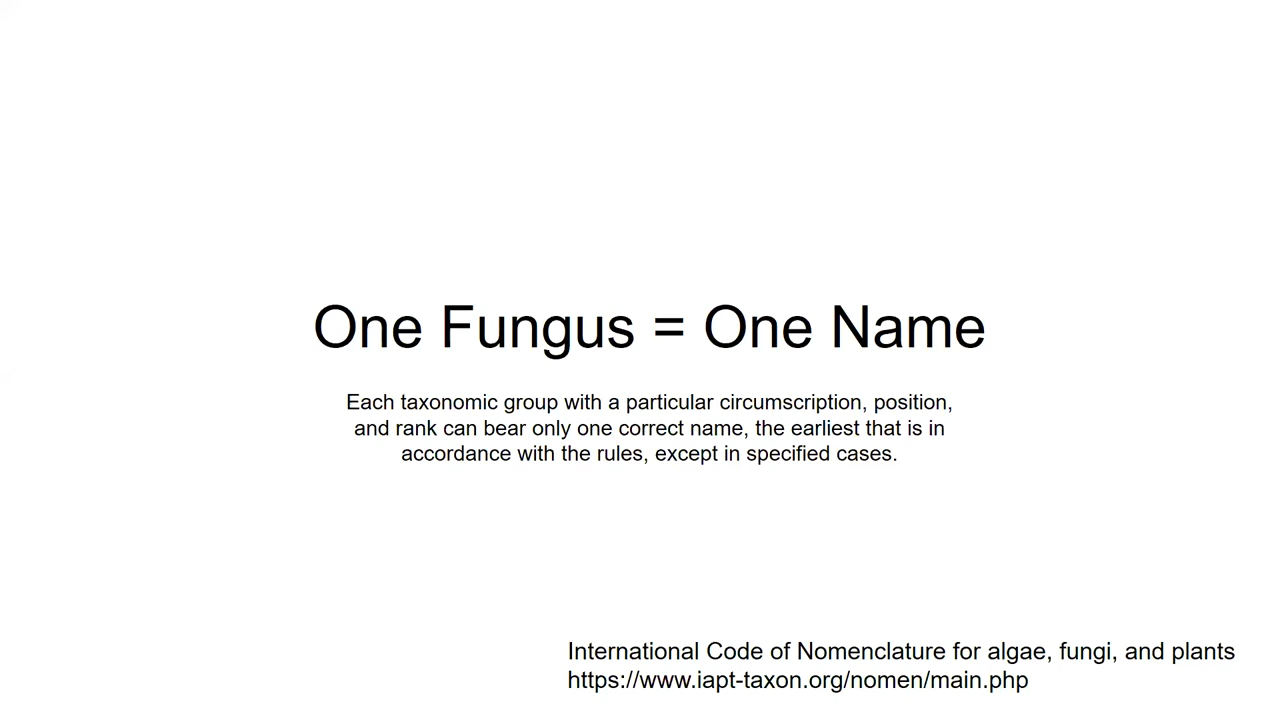 One Fungus = One Name
Each taxonomic group with a particular circumscription, position,
and rank can bear only one correct name, the earliest that is in
accordance with the rules, except in specified cases.
International Code of Nomenclature for algae, fungi, and plants
https://www.iapt-taxon.org/nomen/main.php